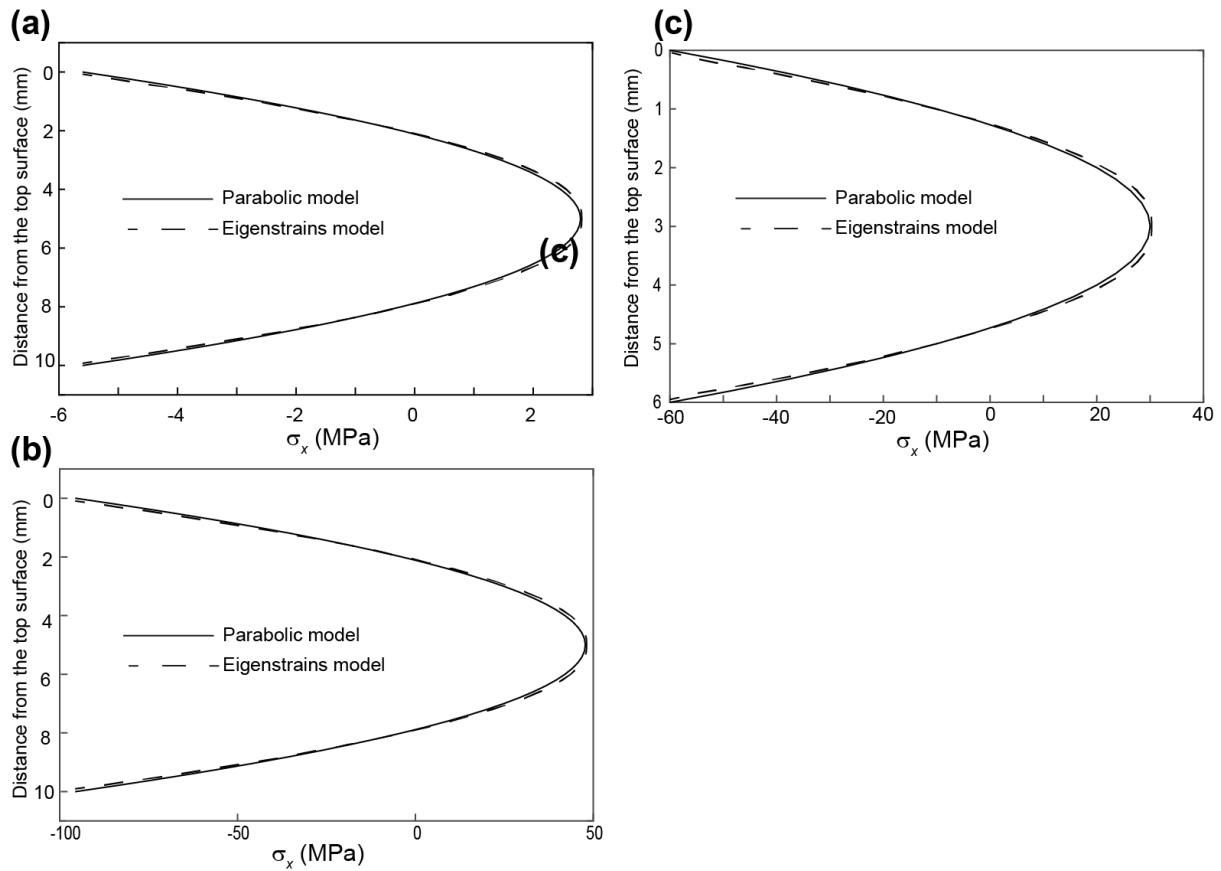 (a)
Distance from the top surface (mm)
0
2
4
6
8
10
Parabolic model
Eigenstrains model
(c)
-6
-4
-2
0
2
σx (MPa)
(c)
Distance from the top surface (mm)
0
1
2
3
4
5
6
Parabolic model
Eigenstrains model
-60
-40
-20
0
20
40
σx (MPa)
(b)
Distance from the top surface (mm)
0
2
4
6
8
10
Parabolic model
Eigenstrains model
-100
-50
0
50
σx (MPa)